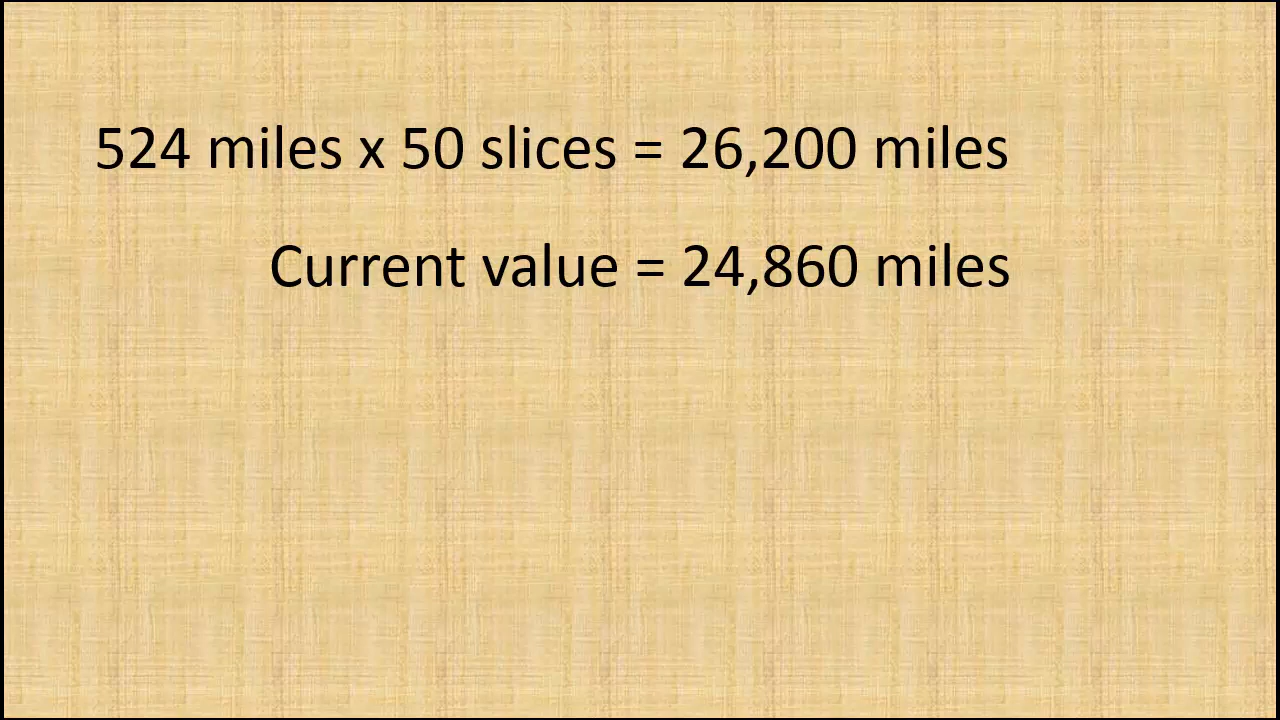 524 miles x 50 slices = 26,200 miles
Current value = 24,860 miles